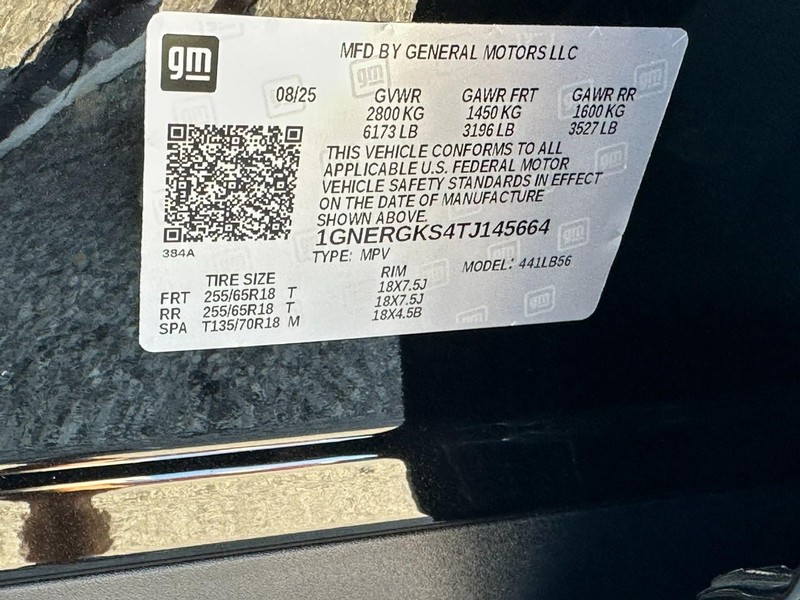 gm
MFD BY GENERAL MOTORS LLC
08/25 GVWR GAWR FRT GAWR RR
2800 KG 1450 KG 1600 KG
6173 LB 3196 LB 3527 LB
THIS VEHICLE CONFORMS TO ALL
APPLICABLE U.S. FEDERAL MOTOR
VEHICLE SAFETY STANDARDS IN EFFECT
ON THE DATE OF MANUFACTURE
SHOWN ABOVE.
1GNERGKS4TJ145664
384A
TYPE: MPV MODEL: 441LB56
TIRE SIZE RIM
FRT 255/65R18 T 18X7.5J
RR 255/65R18 T 18X7.5J
SPA T135/70R18 M 18X4.5B